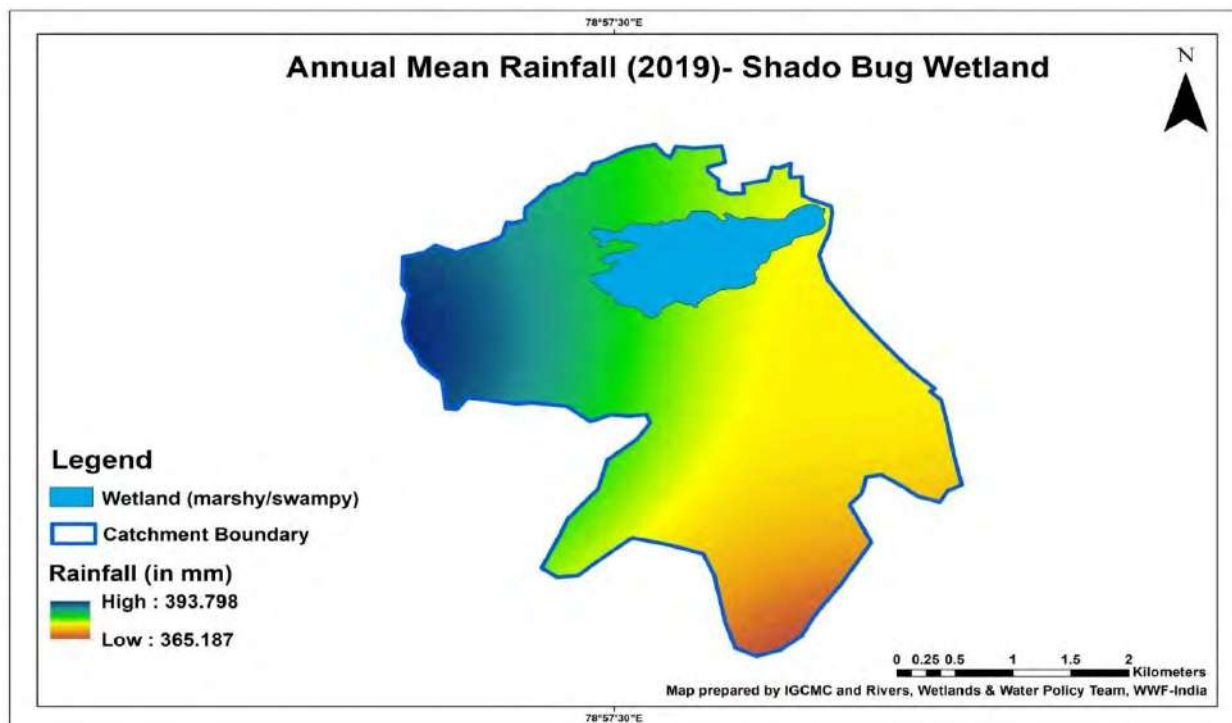 78°57'30"E
Annual Mean Rainfall (2019)- Shado Bug Wetland
N
Legend
Wetland (marshy/swampy)
Catchment Boundary
Rainfall (in mm)
High : 393.798
Low : 365.187
0 0.25 0.5 1 1.5 2
Kilometers
Map prepared by IGCMC and Rivers, Wetlands & Water Policy Team, WWF-India
78°57'30"E